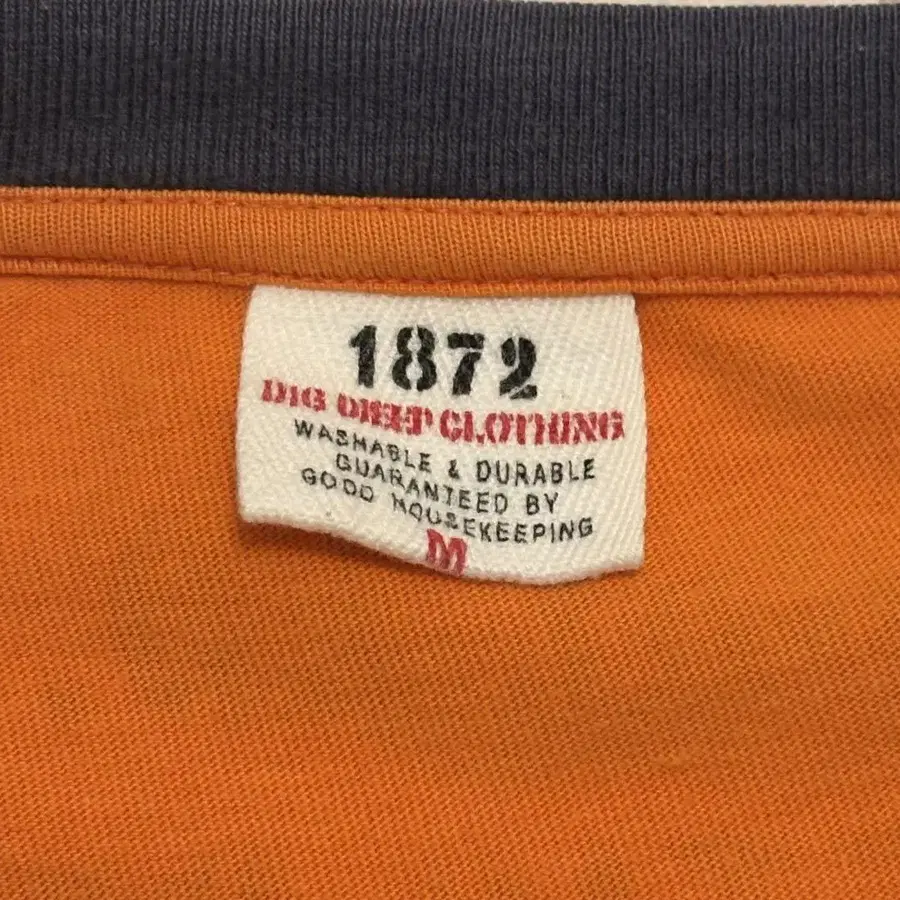 1872
DIG DEEP CLOTHING
WASHABLE & DURABLE
GUARANTEED BY
GOOD HOUSEKEEPING
M